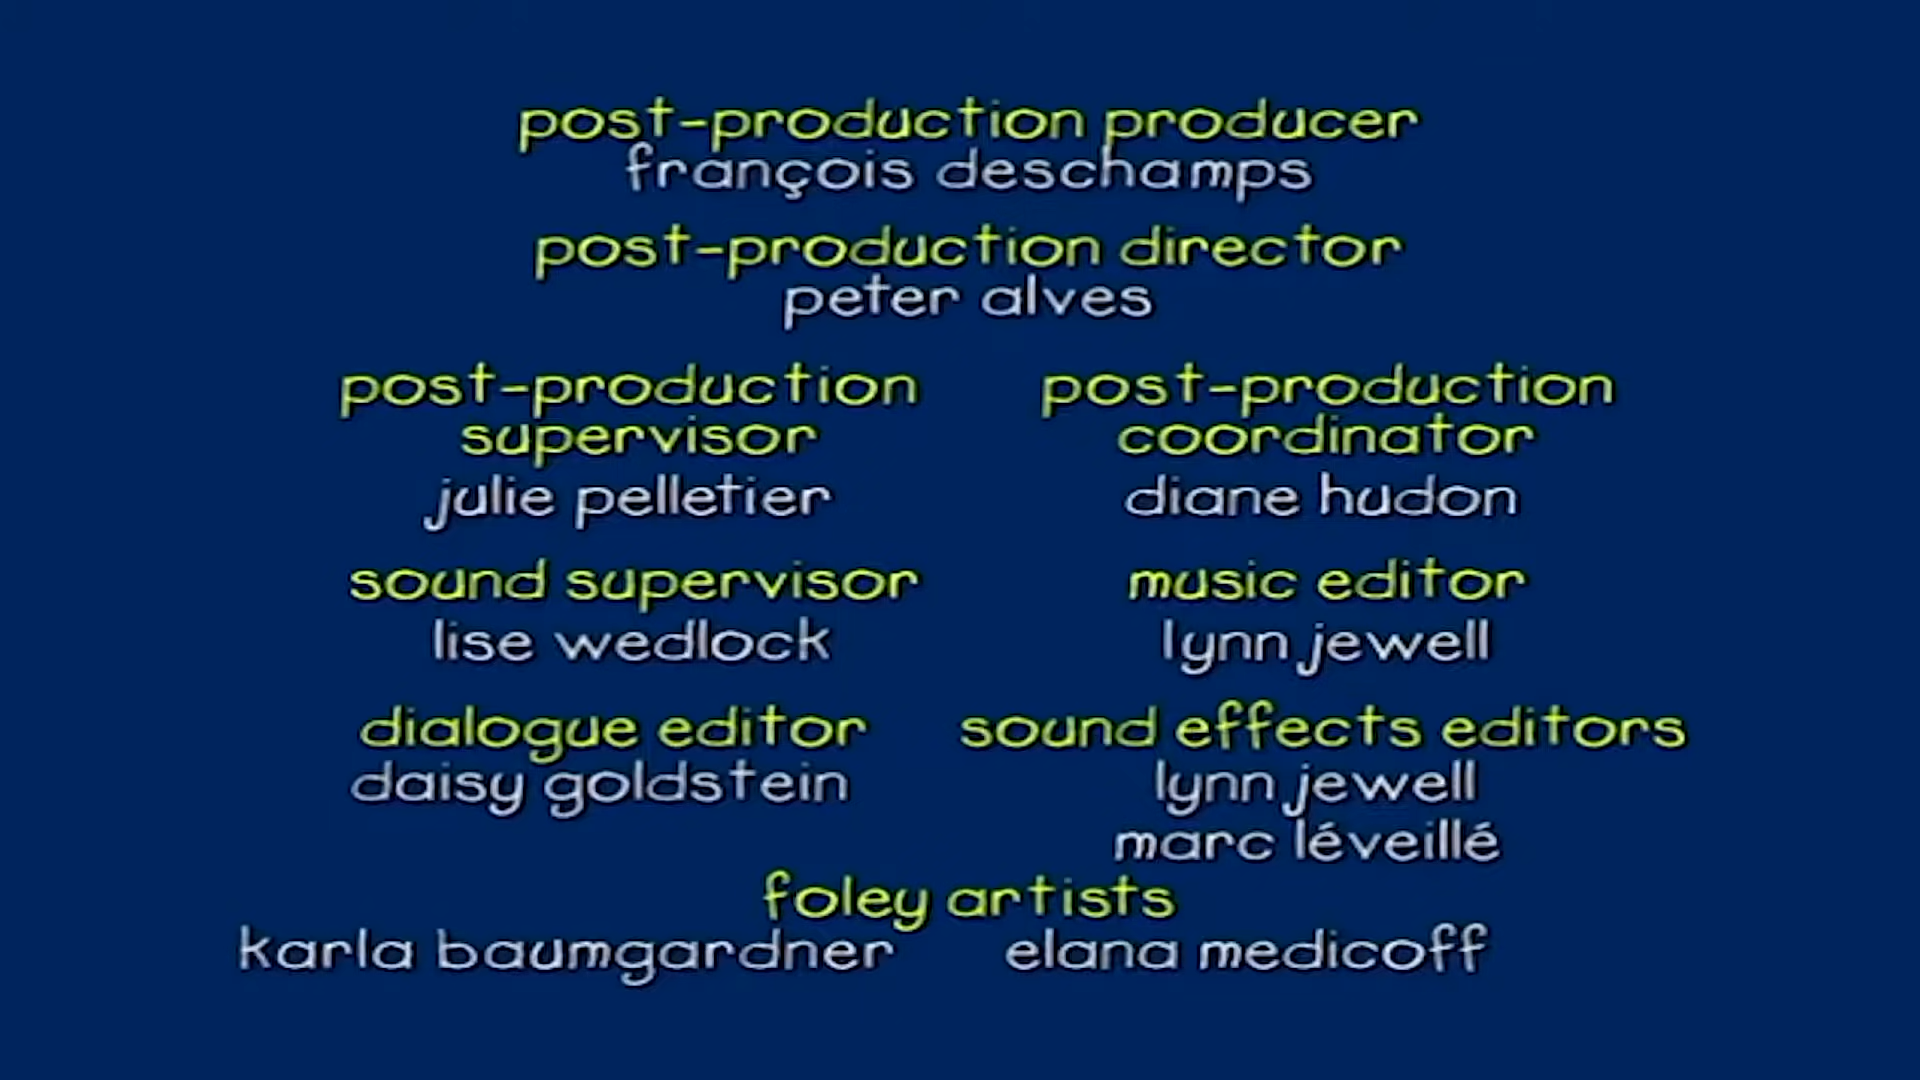 post-production producer
françois deschamps
post-production director
peter alves
post-production
supervisor
julie pelletier
post-production
coordinator
diane hudon
sound supervisor
lise wedlock
music editor
lynn jewell
dialogue editor
daisy goldstein
sound effects editors
lynn jewell
marc léveillé
foley artists
karla baumgardner
elana medicoff